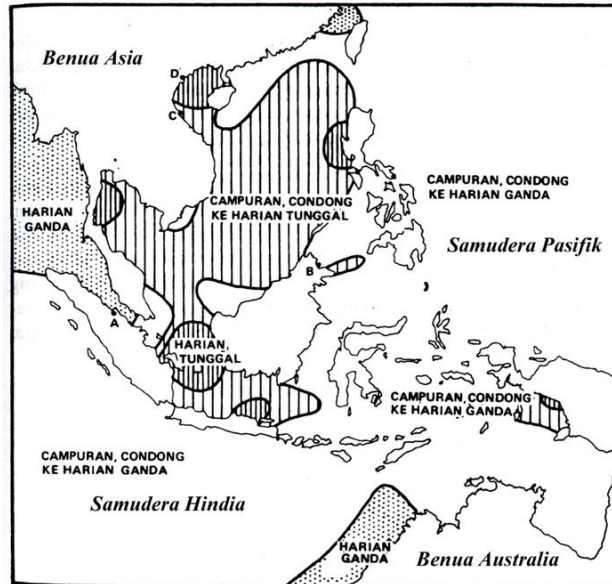 Benua Asia
D
C
CAMPURAN, CONDONG
KE HARIAN TUNGGAL
CAMPURAN, CONDONG
KE HARIAN GANDA
HARIAN
GANDA
Samudera Pasifik
B
A
HARIAN
TUNGGAL
CAMPURAN, CONDONG
KE HARIAN GANDA
CAMPURAN, CONDONG
KE HARIAN GANDA
Samudera Hindia
HARIAN
GANDA
Benua Australia